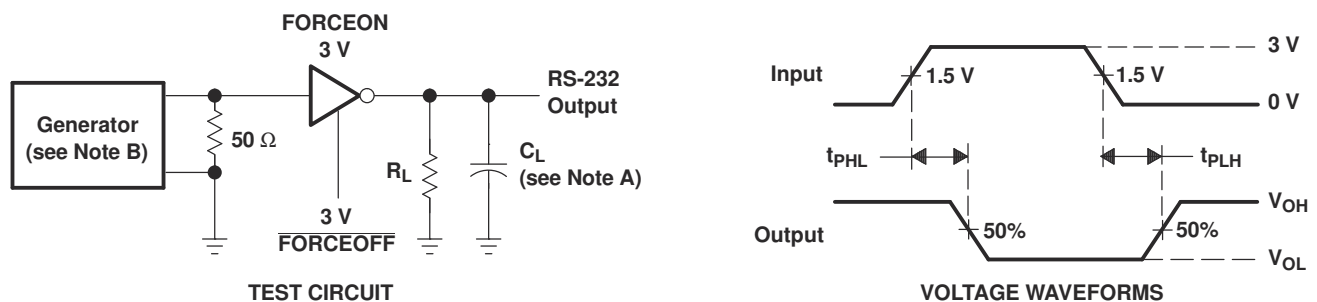 FORCEON
3 V
Generator
(see Note B)
50 Ω
RS-232
Output
R_L
C_L
(see Note A)
3 V
F̅O̅R̅C̅E̅O̅F̅F̅
TEST CIRCUIT
Input
1.5 V
1.5 V
3 V
0 V
t_PHL
t_PLH
Output
50%
50%
V_OH
V_OL
VOLTAGE WAVEFORMS